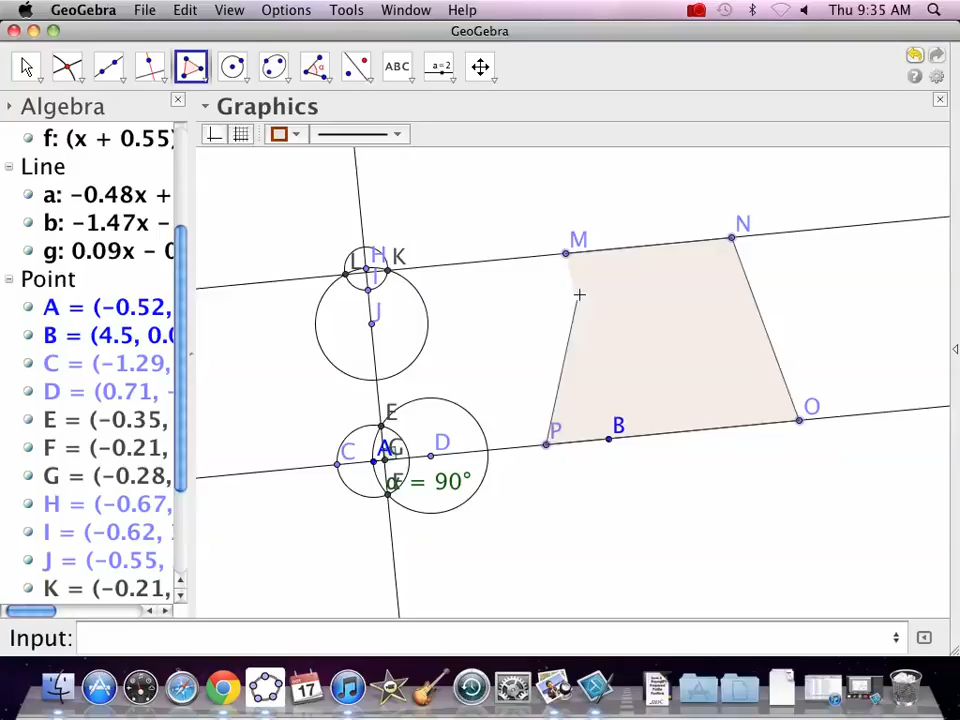 GeoGebra File Edit View Options Tools Window Help Thu 9:35 AM
GeoGebra
ABC a=2
Algebra
Graphics
f: (x + 0.55)
Line
a: -0.48x +
b: -1.47x -
g: 0.09x - 0
Point
A = (-0.52,
B = (4.5, 0.0
C = (-1.29,
D = (0.71, -
E = (-0.35,
F = (-0.21,
G = (-0.28,
H = (-0.67,
I = (-0.62,
J = (-0.55,
K = (-0.21,
M
N
L
H
K
I
J
E
O
P
B
C
A
G
D
F
α = 90°
Input:
17